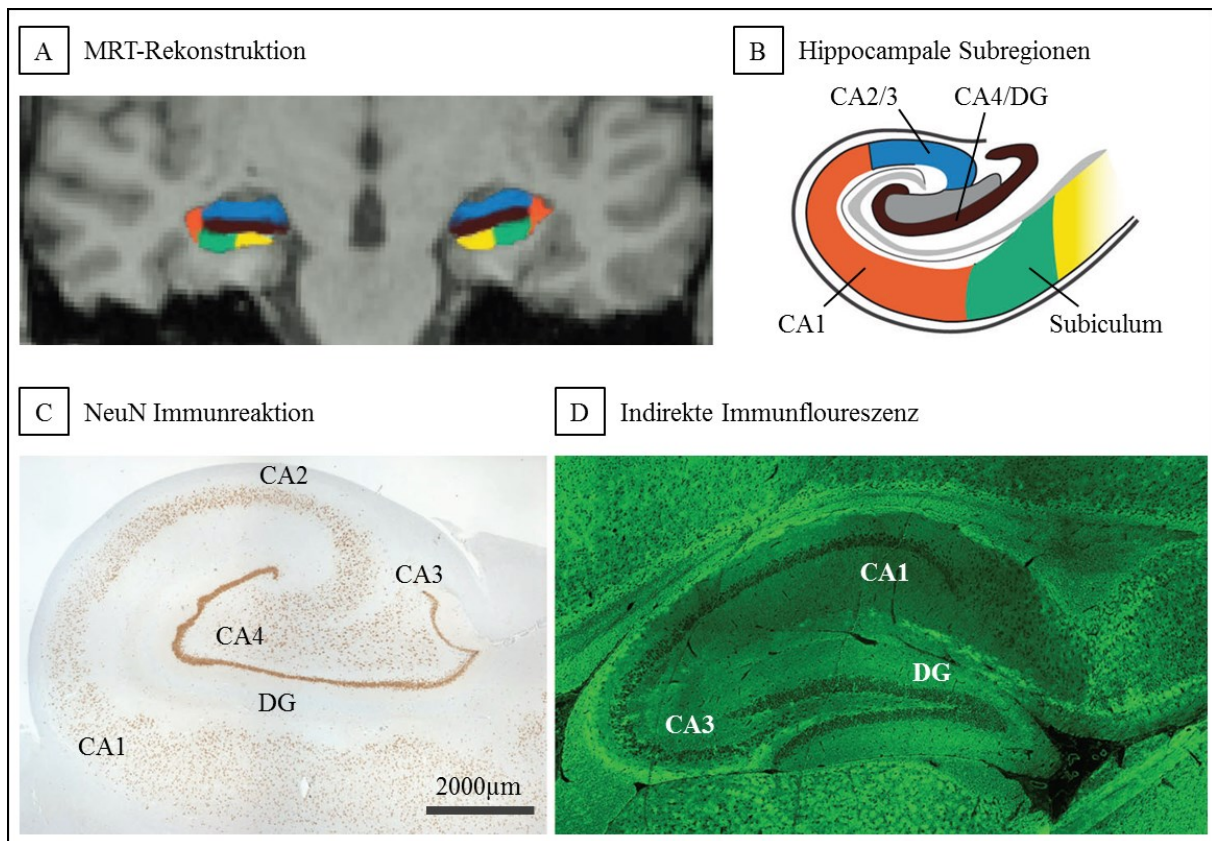 A MRT-Rekonstruktion
B Hippocampale Subregionen
CA2/3 CA4/DG
CA1 Subiculum
C NeuN Immunreaktion
D Indirekte Immunfloureszenz
CA2
CA3
CA4
DG
CA1
2000µm
CA1
DG
CA3